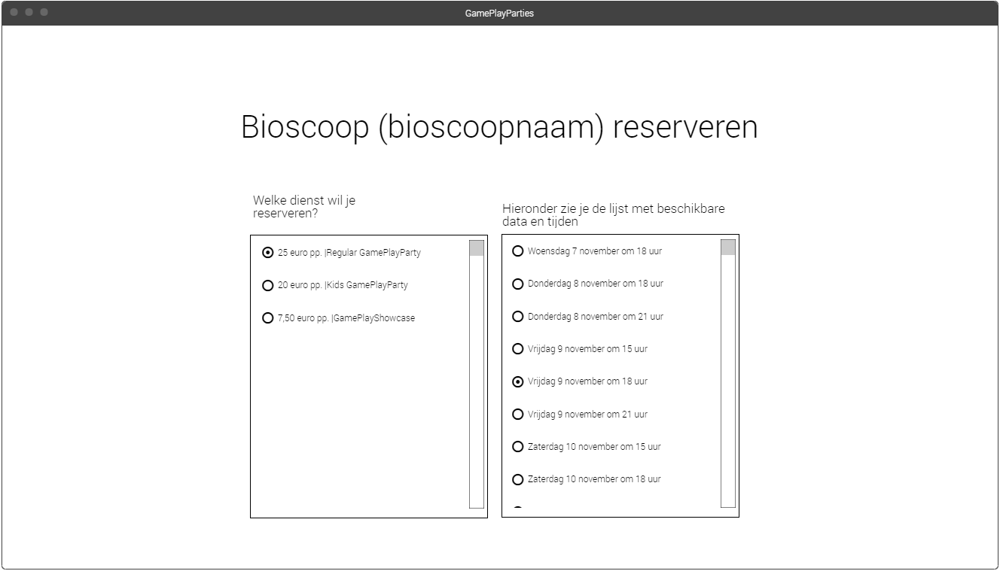 GamePlayParties
Bioscoop (bioscoopnaam) reserveren
Welke dienst wil je
reserveren?
25 euro pp. |Regular GamePlayParty
20 euro pp. |Kids GamePlayParty
7,50 euro pp. |GamePlayShowcase
Hieronder zie je de lijst met beschikbare
data en tijden
Woensdag 7 november om 18 uur
Donderdag 8 november om 18 uur
Donderdag 8 november om 21 uur
Vrijdag 9 november om 15 uur
Vrijdag 9 november om 18 uur
Vrijdag 9 november om 21 uur
Zaterdag 10 november om 15 uur
Zaterdag 10 november om 18 uur